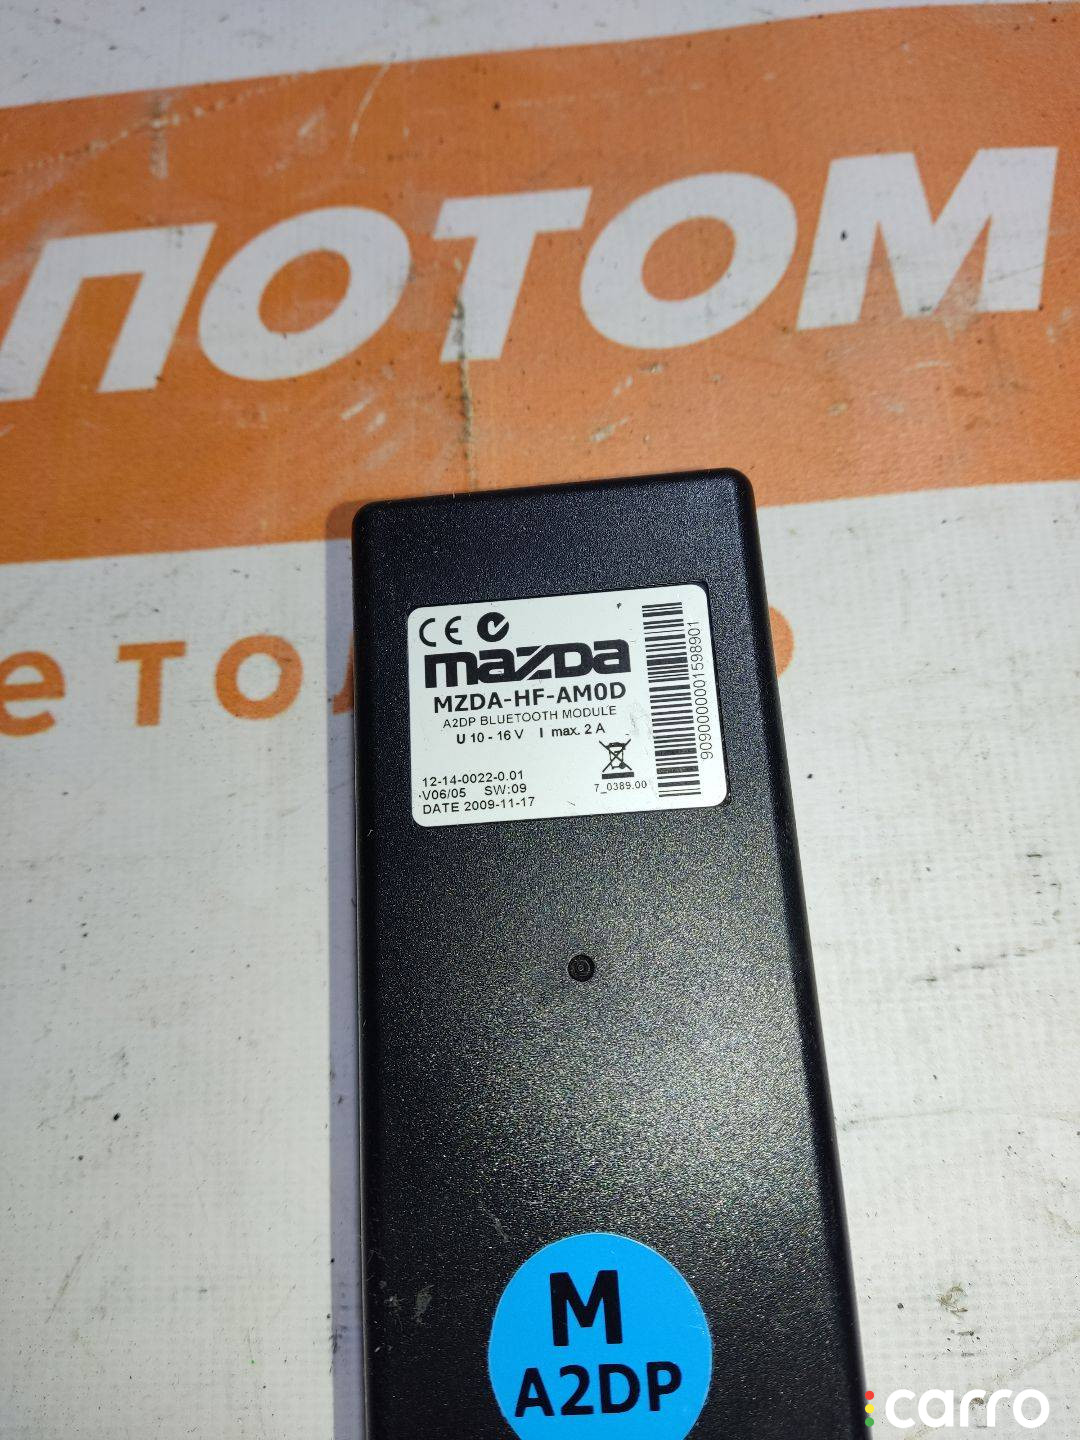 ПОТОМ
е то
CE
mazda
MZDA-HF-AM0D
A2DP BLUETOOTH MODULE
U 10 - 16 V I max. 2 A
12-14-0022-0.01
V06/05 SW:09
7_0389.00
DATE 2009-11-17
9090000001598901
M
A2DP
carro